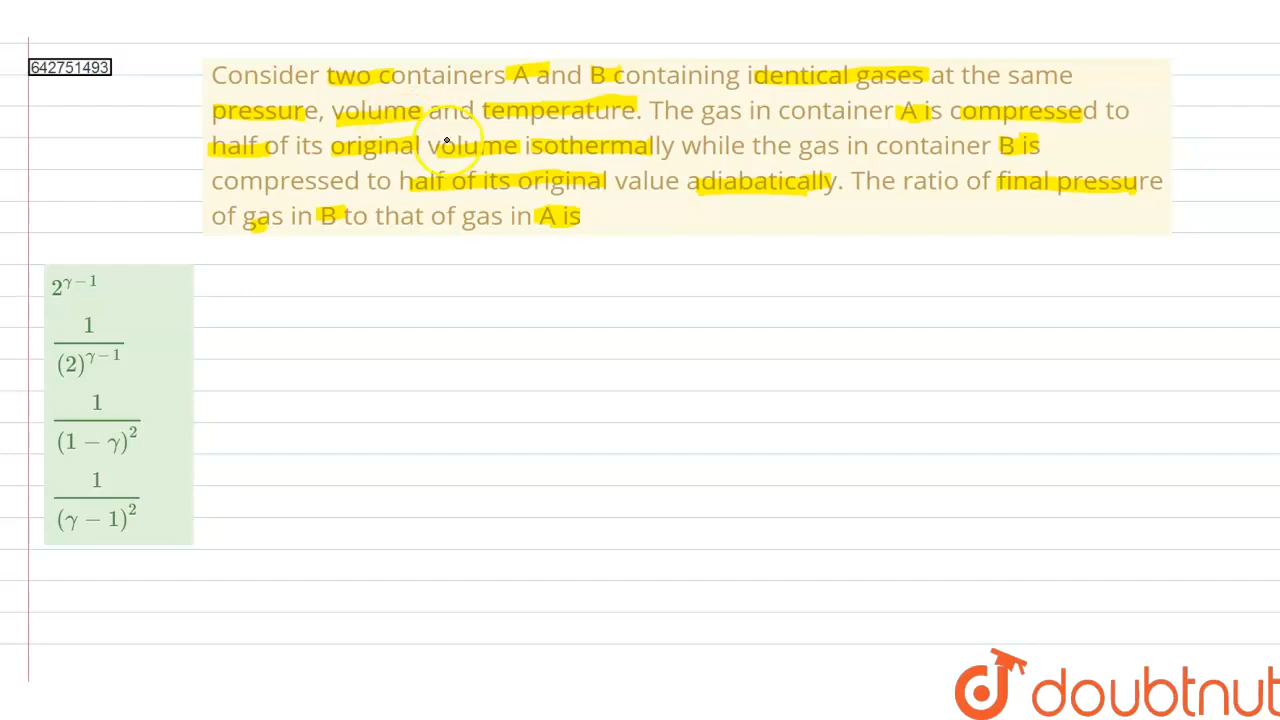 642751493
Consider two containers A and B containing identical gases at the same
pressure, volume and temperature. The gas in container A is compressed to
half of its original volume isothermally while the gas in container B is
compressed to half of its original value adiabatically. The ratio of final pressure
of gas in B to that of gas in A is
2^{γ − 1}
1
(2)^{γ − 1}
1
(1 − γ)^2
1
(γ − 1)^2
doubtnut